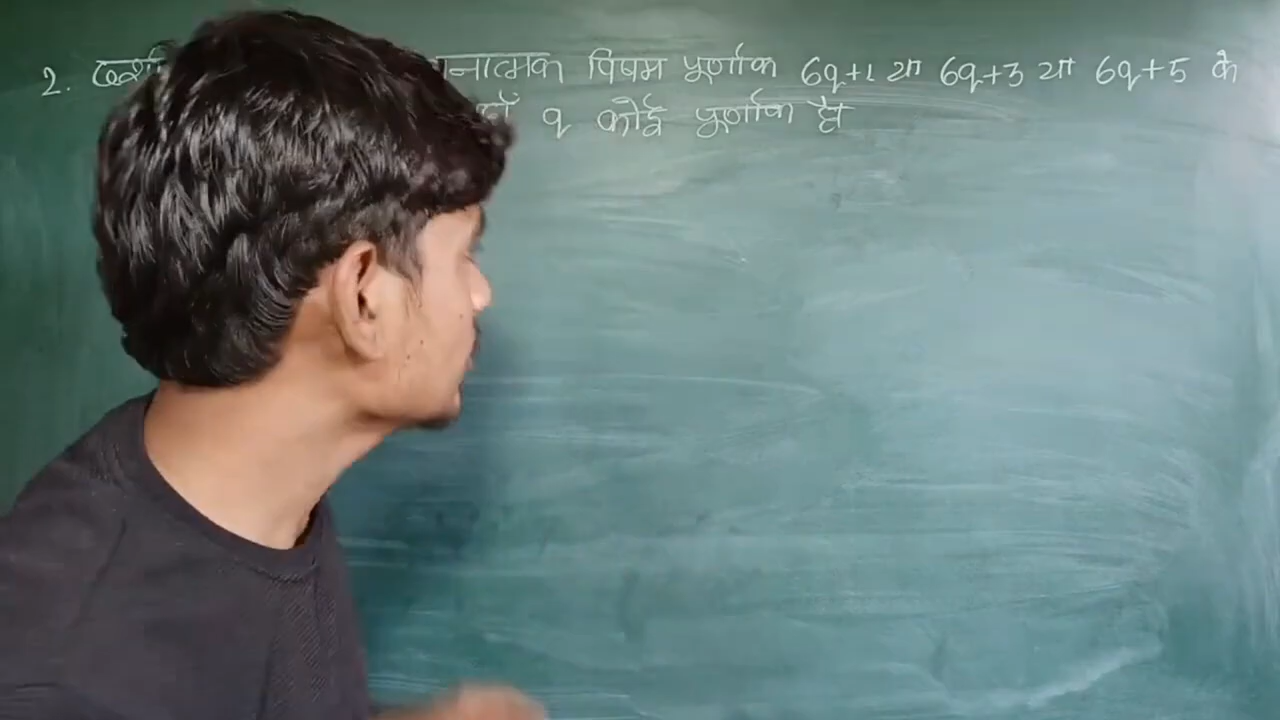 2. दर्शा नात्मक विषम पूर्णांक 6q+1 या 6q+3 या 6q+5 के
q कोई पूर्णांक है